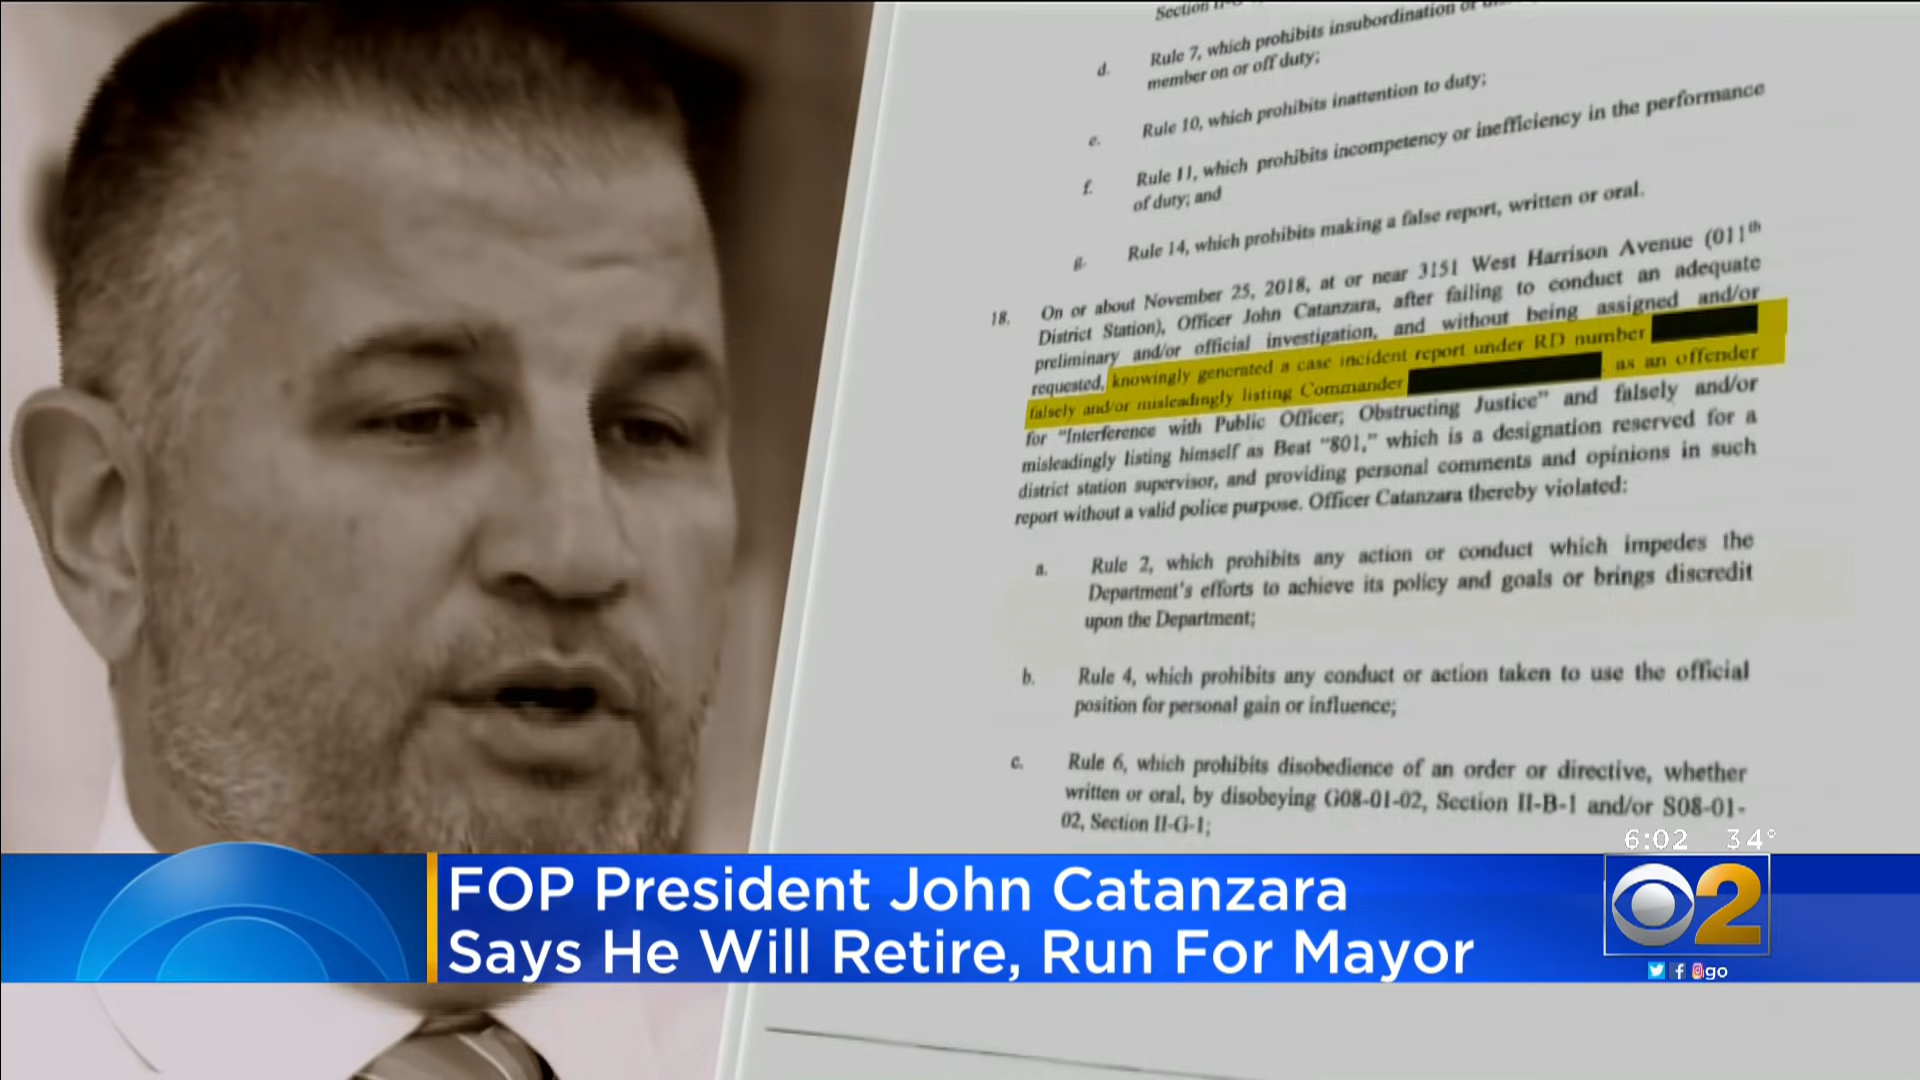 Section II-G
d. Rule 7, which prohibits insubordination or
member on or off duty;
e. Rule 10, which prohibits inattention to duty;
f. Rule 11, which prohibits incompetency or inefficiency in the performance
of duty; and
g. Rule 14, which prohibits making a false report, written or oral.
18. On or about November 25, 2018, at or near 3151 West Harrison Avenue (011th
District Station), Officer John Catanzara, after failing to conduct an adequate
preliminary and/or official investigation, and without being assigned and/or
requested, knowingly generated a case incident report under RD number
falsely and/or misleadingly listing Commander as an offender
for "Interference with Public Officer; Obstructing Justice" and falsely and/or
misleadingly listing himself as Beat "801," which is a designation reserved for a
district station supervisor, and providing personal comments and opinions in such
report without a valid police purpose. Officer Catanzara thereby violated:
a. Rule 2, which prohibits any action or conduct which impedes the
Department's efforts to achieve its policy and goals or brings discredit
upon the Department;
b. Rule 4, which prohibits any conduct or action taken to use the official
position for personal gain or influence;
c. Rule 6, which prohibits disobedience of an order or directive, whether
written or oral, by disobeying G08-01-02, Section II-B-1 and/or S08-01-
02, Section II-G-1;
6:02 34°
FOP President John Catanzara
Says He Will Retire, Run For Mayor
2
go